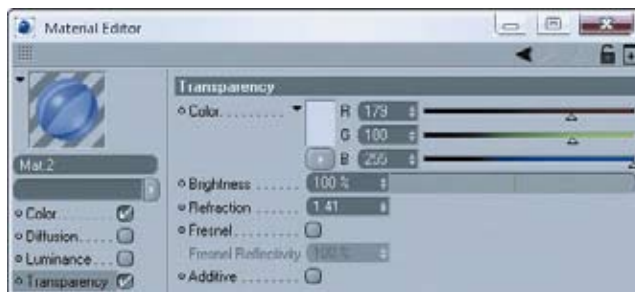 Material Editor
Transparency
Color
R 179
G 180
B 255
Mat.2
Brightness 100 %
Refraction 1.41
Fresnel
Fresnel Reflectivity 100 %
Additive
Color
Diffusion
Luminance
Transparency